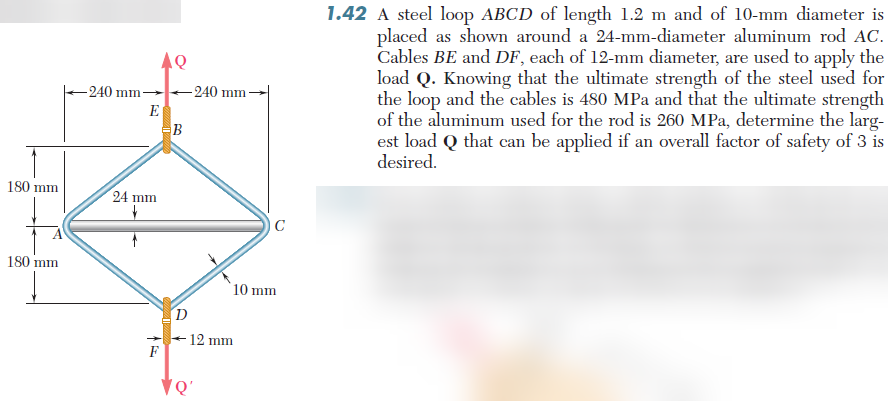 1.42 A steel loop ABCD of length 1.2 m and of 10-mm diameter is
placed as shown around a 24-mm-diameter aluminum rod AC.
Cables BE and DF, each of 12-mm diameter, are used to apply the
load Q. Knowing that the ultimate strength of the steel used for
the loop and the cables is 480 MPa and that the ultimate strength
of the aluminum used for the rod is 260 MPa, determine the larg-
est load Q that can be applied if an overall factor of safety of 3 is
desired.
Q
240 mm
240 mm
E
B
180 mm
24 mm
A
C
180 mm
10 mm
D
12 mm
F
Q'